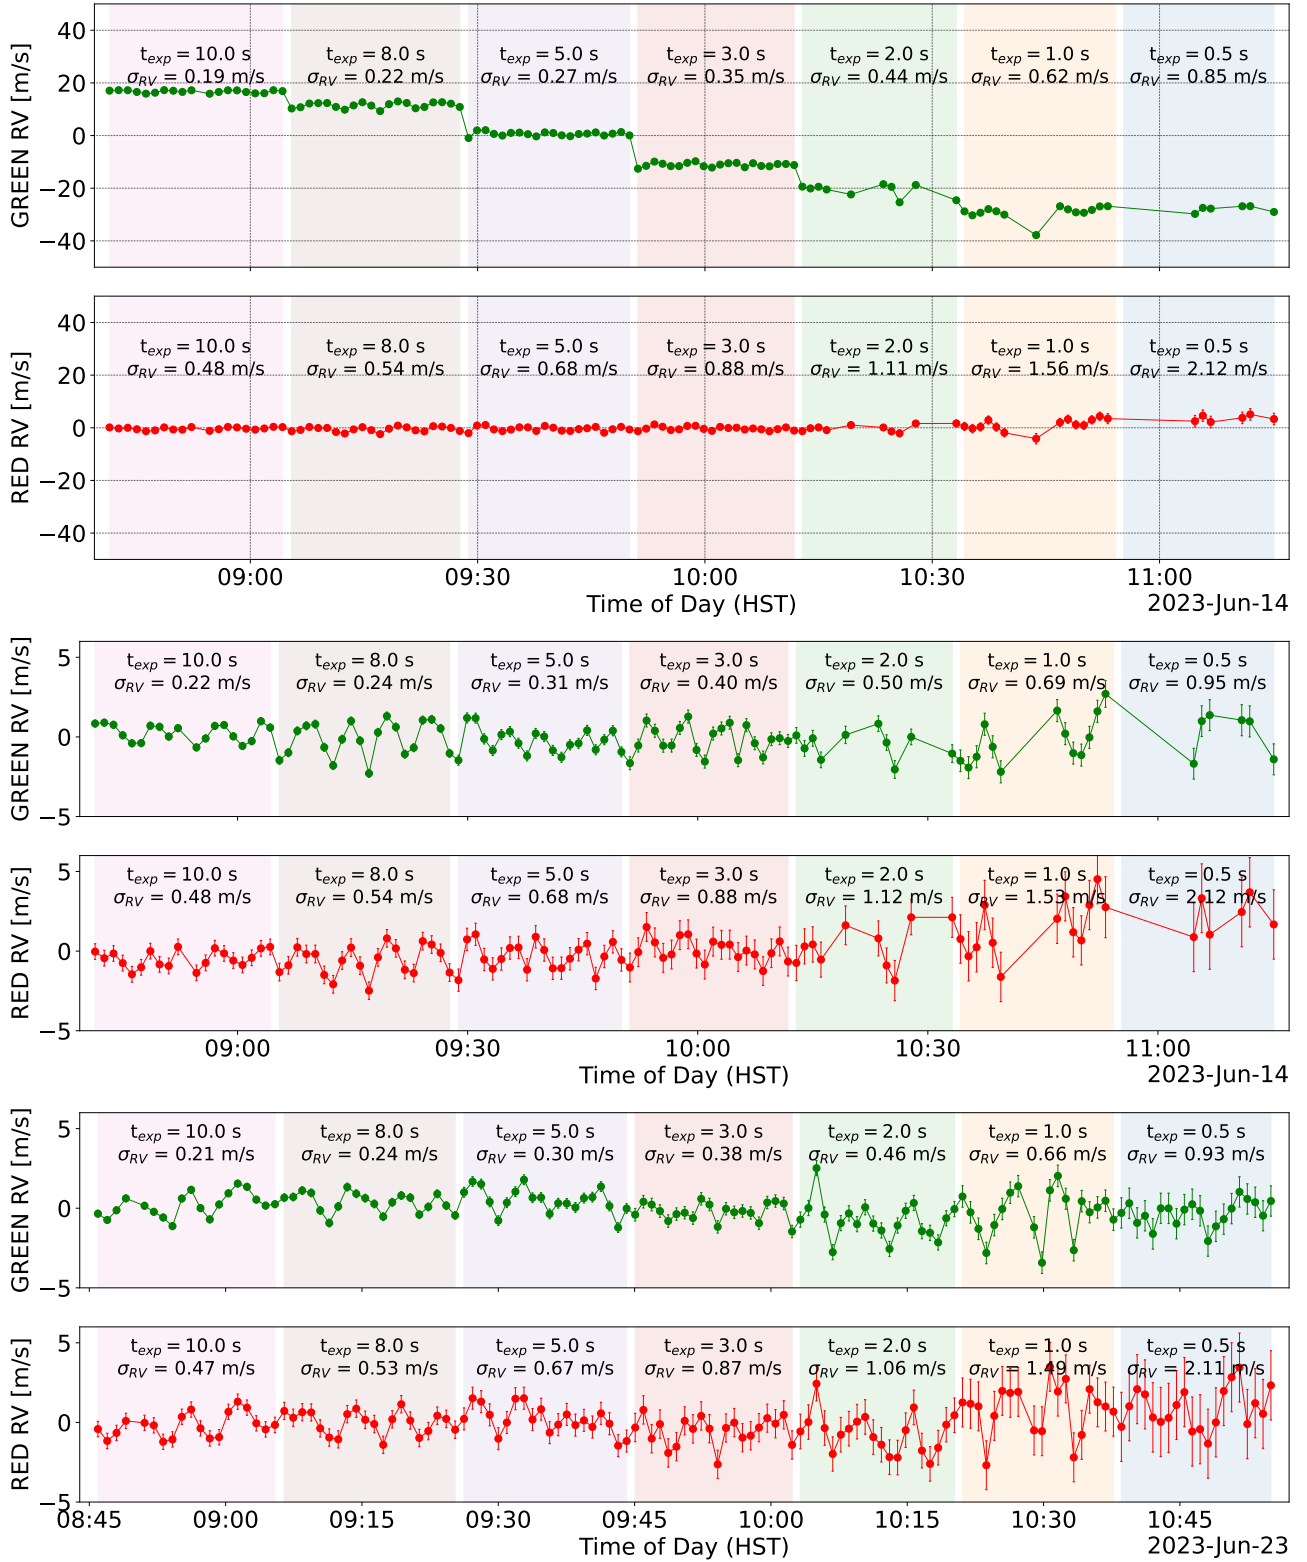 GREEN RV [m/s]
40
20
0
−20
−40
t_exp = 10.0 s
σ_RV = 0.19 m/s
t_exp = 8.0 s
σ_RV = 0.22 m/s
t_exp = 5.0 s
σ_RV = 0.27 m/s
t_exp = 3.0 s
σ_RV = 0.35 m/s
t_exp = 2.0 s
σ_RV = 0.44 m/s
t_exp = 1.0 s
σ_RV = 0.62 m/s
t_exp = 0.5 s
σ_RV = 0.85 m/s
RED RV [m/s]
40
20
0
−20
−40
t_exp = 10.0 s
σ_RV = 0.48 m/s
t_exp = 8.0 s
σ_RV = 0.54 m/s
t_exp = 5.0 s
σ_RV = 0.68 m/s
t_exp = 3.0 s
σ_RV = 0.88 m/s
t_exp = 2.0 s
σ_RV = 1.11 m/s
t_exp = 1.0 s
σ_RV = 1.56 m/s
t_exp = 0.5 s
σ_RV = 2.12 m/s
09:00 09:30 10:00 10:30 11:00
Time of Day (HST)
2023-Jun-14
GREEN RV [m/s]
5
0
−5
t_exp = 10.0 s
σ_RV = 0.22 m/s
t_exp = 8.0 s
σ_RV = 0.24 m/s
t_exp = 5.0 s
σ_RV = 0.31 m/s
t_exp = 3.0 s
σ_RV = 0.40 m/s
t_exp = 2.0 s
σ_RV = 0.50 m/s
t_exp = 1.0 s
σ_RV = 0.69 m/s
t_exp = 0.5 s
σ_RV = 0.95 m/s
RED RV [m/s]
5
0
−5
t_exp = 10.0 s
σ_RV = 0.48 m/s
t_exp = 8.0 s
σ_RV = 0.54 m/s
t_exp = 5.0 s
σ_RV = 0.68 m/s
t_exp = 3.0 s
σ_RV = 0.88 m/s
t_exp = 2.0 s
σ_RV = 1.12 m/s
t_exp = 1.0 s
σ_RV = 1.53 m/s
t_exp = 0.5 s
σ_RV = 2.12 m/s
09:00 09:30 10:00 10:30 11:00
Time of Day (HST)
2023-Jun-14
GREEN RV [m/s]
5
0
−5
t_exp = 10.0 s
σ_RV = 0.21 m/s
t_exp = 8.0 s
σ_RV = 0.24 m/s
t_exp = 5.0 s
σ_RV = 0.30 m/s
t_exp = 3.0 s
σ_RV = 0.38 m/s
t_exp = 2.0 s
σ_RV = 0.46 m/s
t_exp = 1.0 s
σ_RV = 0.66 m/s
t_exp = 0.5 s
σ_RV = 0.93 m/s
RED RV [m/s]
5
0
−5
t_exp = 10.0 s
σ_RV = 0.47 m/s
t_exp = 8.0 s
σ_RV = 0.53 m/s
t_exp = 5.0 s
σ_RV = 0.67 m/s
t_exp = 3.0 s
σ_RV = 0.87 m/s
t_exp = 2.0 s
σ_RV = 1.06 m/s
t_exp = 1.0 s
σ_RV = 1.49 m/s
t_exp = 0.5 s
σ_RV = 2.11 m/s
08:45 09:00 09:15 09:30 09:45 10:00 10:15 10:30 10:45
Time of Day (HST)
2023-Jun-23